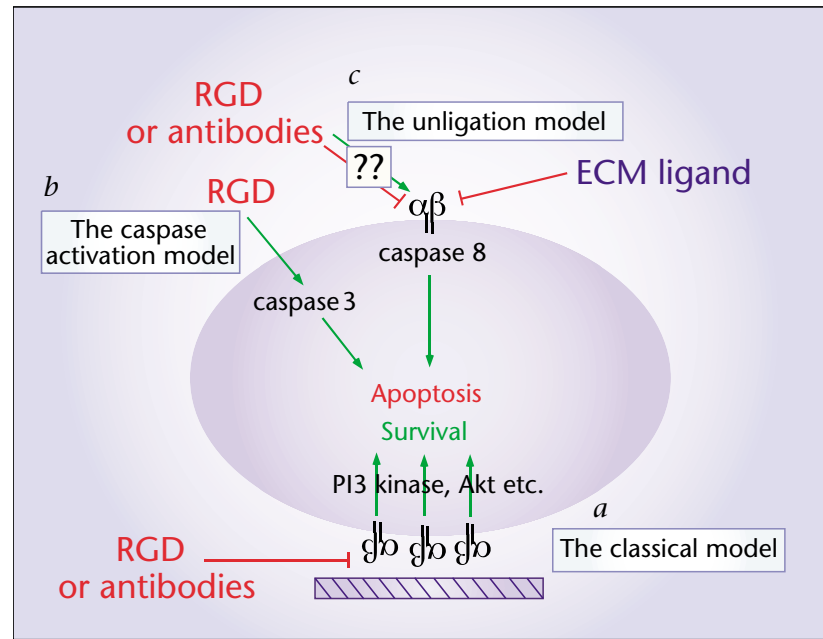 c
RGD
or antibodies
The unligation model
??
ECM ligand
b
RGD
αβ
The caspase
activation model
caspase 8
caspase 3
Apoptosis
Survival
PI3 kinase, Akt etc.
a
αβ αβ αβ
The classical model
RGD
or antibodies